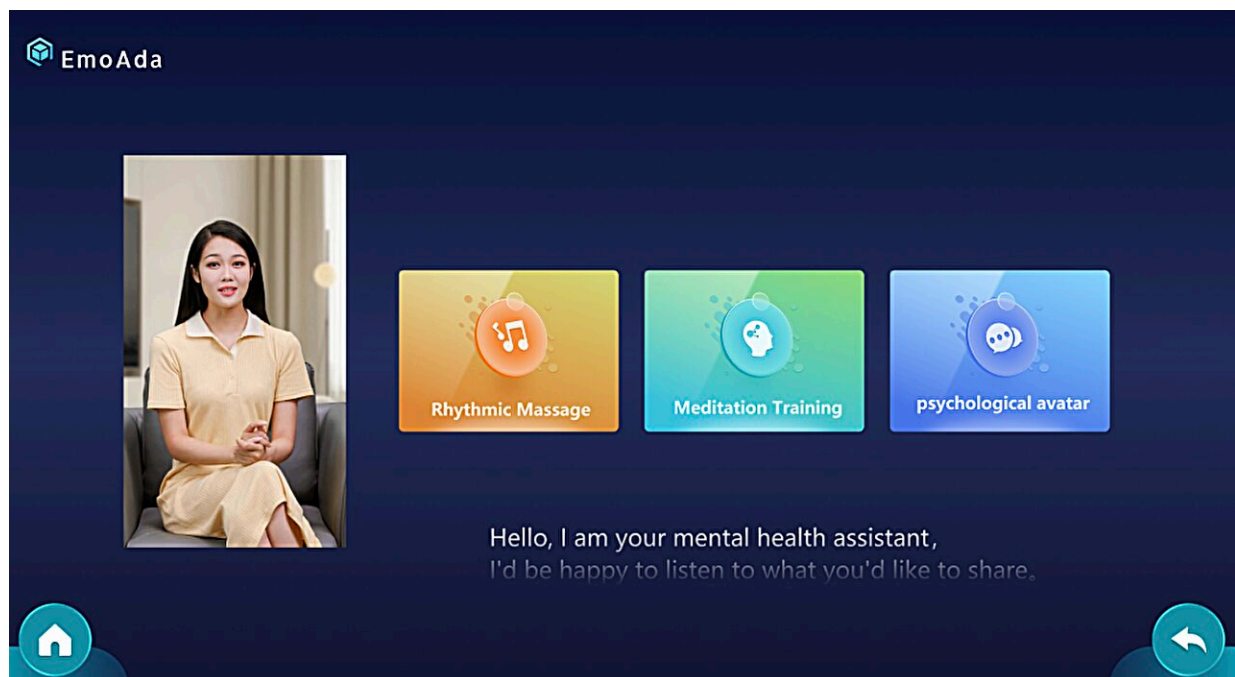 EmoAda
Rhythmic Massage
Meditation Training
psychological avatar
Hello, I am your mental health assistant,
I'd be happy to listen to what you'd like to share。